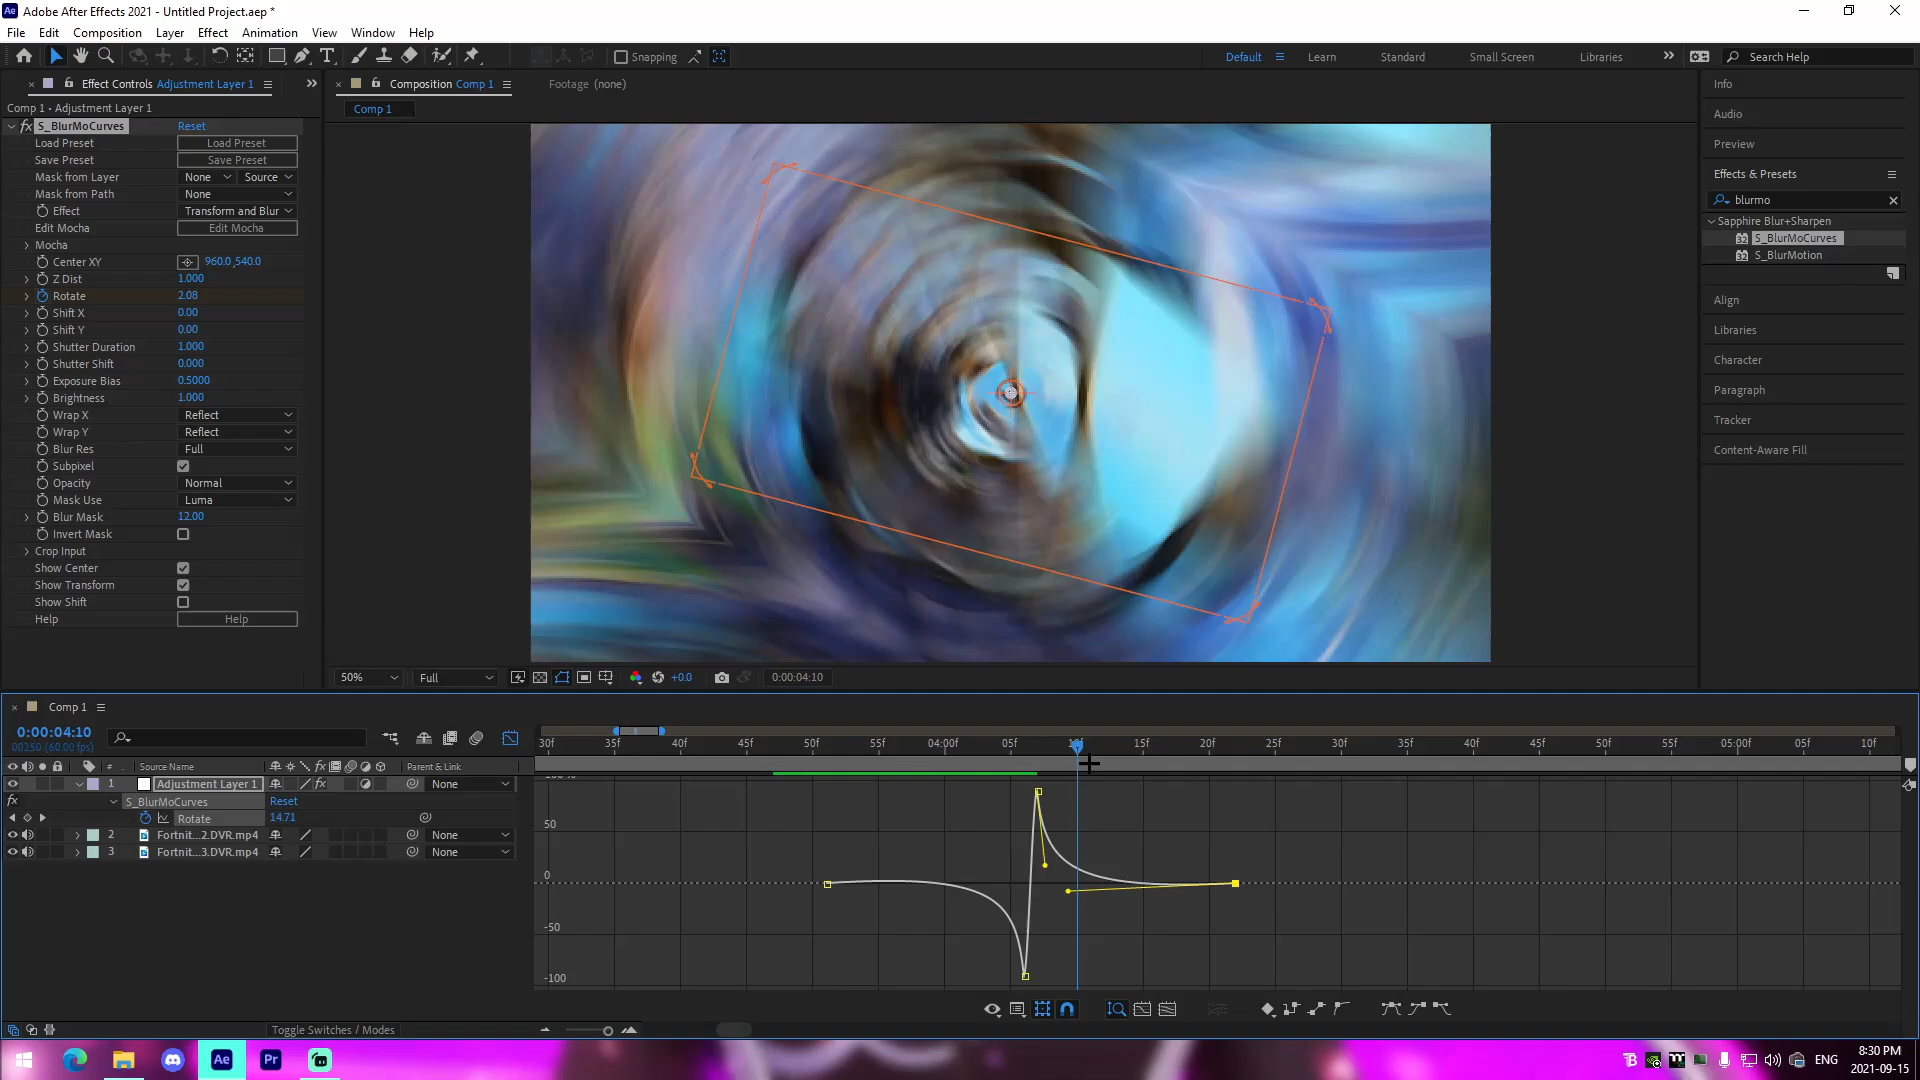 Ae Adobe After Effects 2021 - Untitled Project.aep *
File Edit Composition Layer Effect Animation View Window Help
Snapping
Default Learn Standard Small Screen Libraries Search Help
Effect Controls Adjustment Layer 1
Composition Comp 1
Footage (none)
Comp 1 • Adjustment Layer 1
Comp 1
fx S_BlurMoCurves Reset
Load Preset Load Preset
Save Preset Save Preset
Mask from Layer None Source
Mask from Path None
Effect Transform and Blur
Edit Mocha Edit Mocha
Mocha
Center XY 960.0,540.0
Z Dist 1.000
Rotate 2.08
Shift X 0.00
Shift Y 0.00
Shutter Duration 1.000
Shutter Shift 0.000
Exposure Bias 0.5000
Brightness 1.000
Wrap X Reflect
Wrap Y Reflect
Blur Res Full
Subpixel
Opacity Normal
Mask Use Luma
Blur Mask 12.00
Invert Mask
Crop Input
Show Center
Show Transform
Show Shift
Help Help
Info
Audio
Preview
Effects & Presets
blurmo
Sapphire Blur+Sharpen
32 S_BlurMoCurves
32 S_BlurMotion
Align
Libraries
Character
Paragraph
Tracker
Content-Aware Fill
50% Full +0.0 0:00:04:10
Comp 1
0:00:04:10
00250 (60.00 fps)
30f 35f 40f 45f 50f 55f 04:00f 05f 15f 20f 25f 30f 35f 40f 45f 50f 55f 05:00f 05f 10f
# Source Name fx Parent & Link
1 Adjustment Layer 1 fx None
fx S_BlurMoCurves Reset
Rotate 14.71
2 Fortnit...2.DVR.mp4 None
3 Fortnit...3.DVR.mp4 None
50
0
-50
-100
Toggle Switches / Modes
Ae Pr
ENG
8:30 PM
2021-09-15